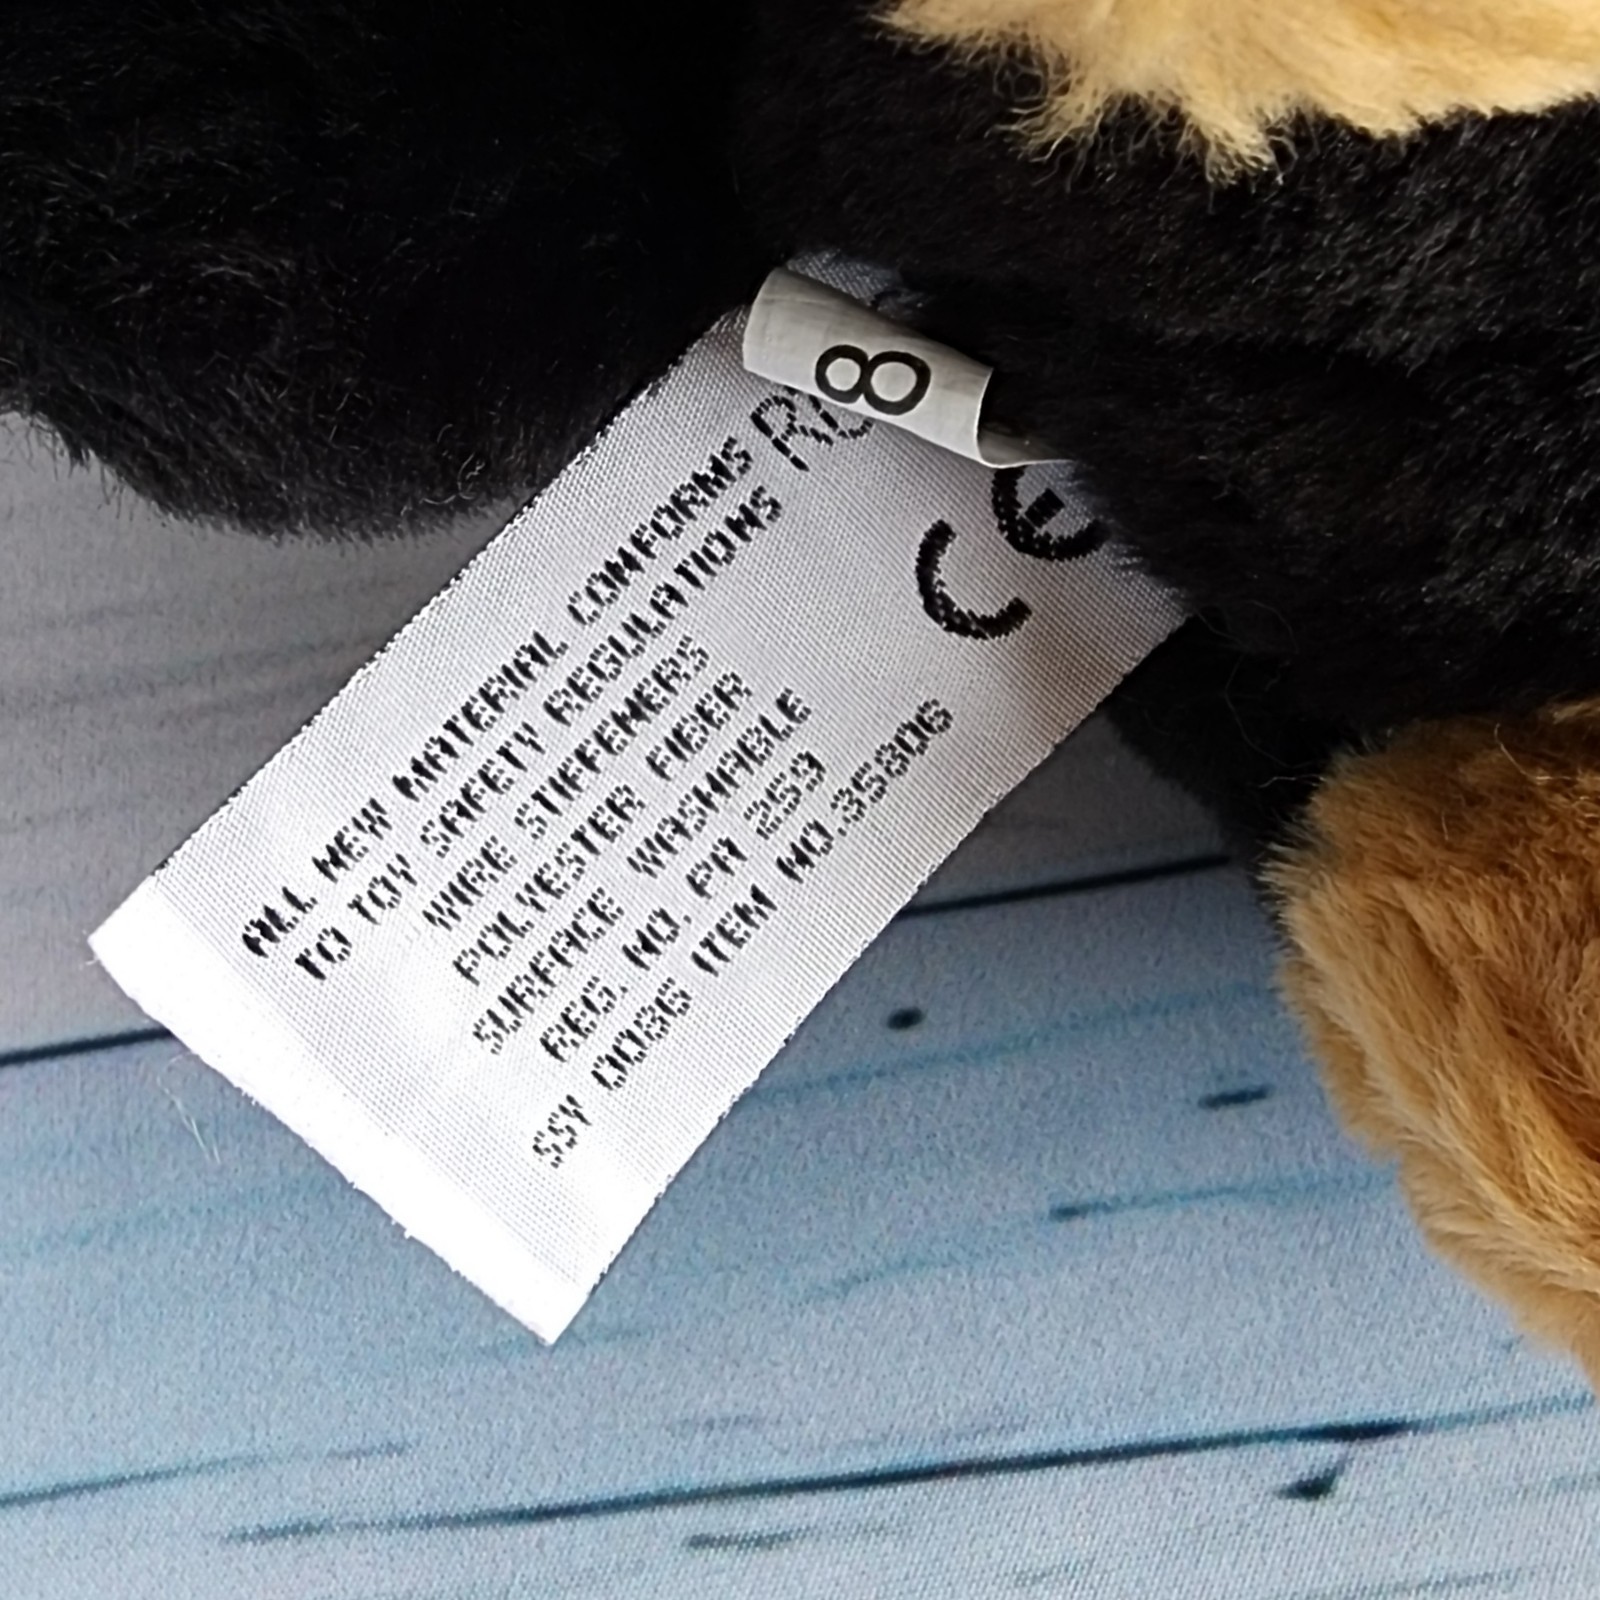 8
CE
ALL NEW MATERIAL CONFORMS
TO TOY SAFETY REGULATIONS
WIRE STIFFENERS
POLYESTER FIBER
SURFACE WASHABLE
REG. NO. PA 259
SSY 0086 ITEM NO.35806